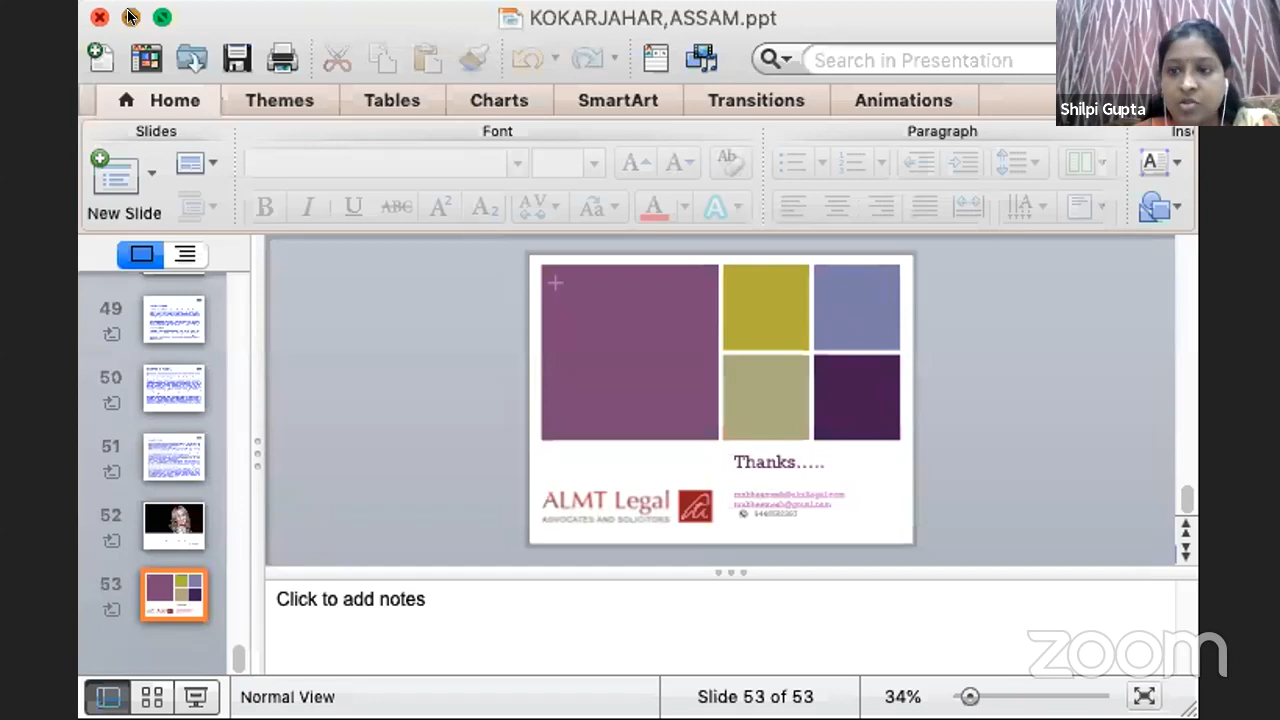 KOKARJAHAR,ASSAM.ppt
Search in Presentation
Shilpi Gupta
Home
Themes
Tables
Charts
SmartArt
Transitions
Animations
Slides
Font
Paragraph
Inse
New Slide
49
50
51
52
53
Thanks.....
ALMT Legal
ADVOCATES AND SOLICITORS
Click to add notes
zoom
Normal View
Slide 53 of 53
34%